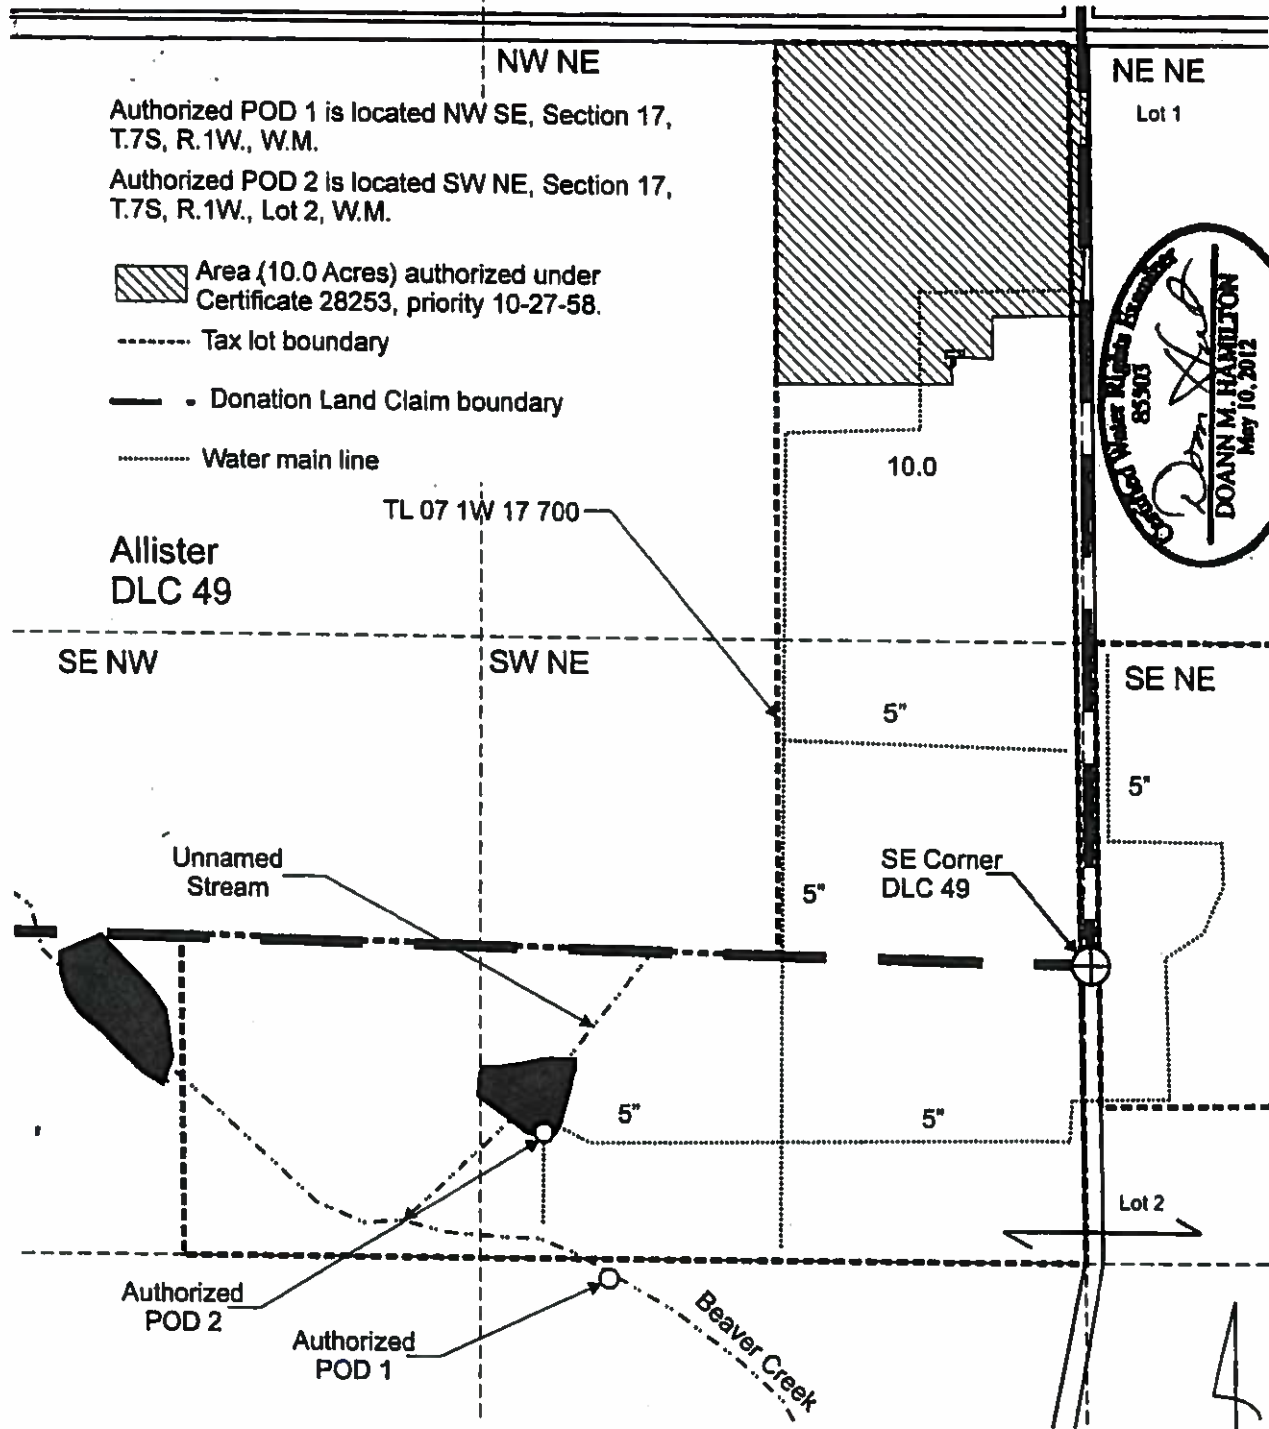 NW NE
NE NE
Lot 1
Authorized POD 1 is located NW SE, Section 17,
T.7S, R.1W., W.M.
Authorized POD 2 is located SW NE, Section 17,
T.7S, R.1W., Lot 2, W.M.
Area (10.0 Acres) authorized under
Certificate 28253, priority 10-27-58.
Tax lot boundary
Donation Land Claim boundary
Water main line
Certified Water Rights Examiner
85503
DOANN M. HAMILTON
May 10, 2012
10.0
TL 07 1W 17 700
Allister
DLC 49
SE NW
SW NE
SE NE
5"
5"
Unnamed
Stream
SE Corner
DLC 49
5"
5"
5"
Lot 2
Authorized
POD 2
Authorized
POD 1
Beaver Creek